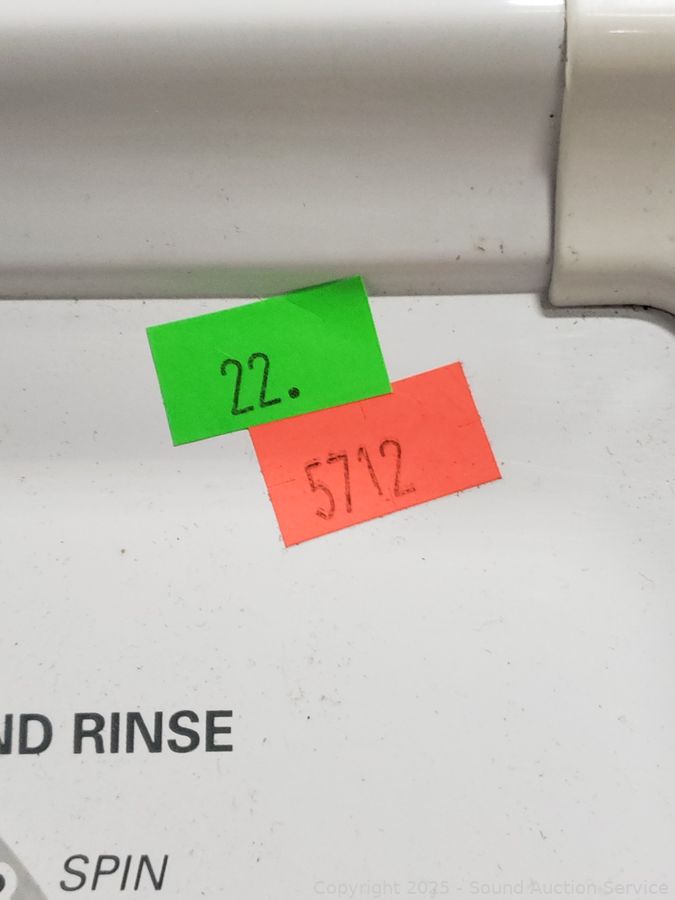 22.
5712
ND RINSE
SPIN
Copyright 2025 - Sound Auction Service